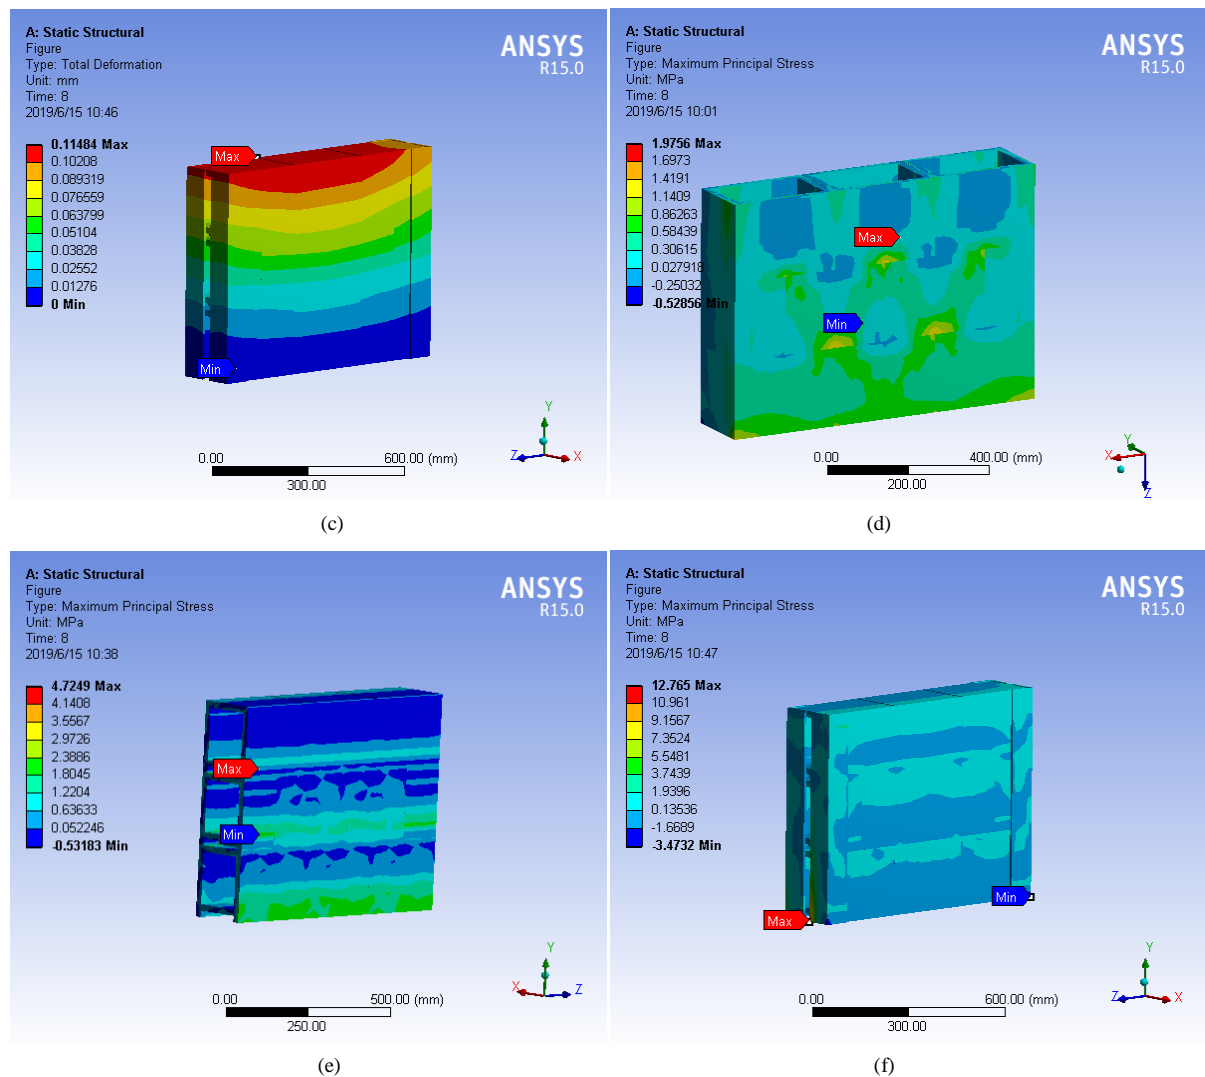 A: Static Structural
Figure
Type: Total Deformation
Unit: mm
Time: 8
2019/6/15 10:46
ANSYS
R15.0
0.11484 Max
0.10208
0.089319
0.076559
0.063799
0.05104
0.03828
0.02552
0.01276
0 Min
Max
Min
Y
Z
X
0.00
600.00 (mm)
300.00
(c)
A: Static Structural
Figure
Type: Maximum Principal Stress
Unit: MPa
Time: 8
2019/6/15 10:01
ANSYS
R15.0
1.9756 Max
1.6973
1.4191
1.1409
0.86263
0.58439
0.30615
0.027918
-0.25032
-0.52856 Min
Max
Min
Y
X
Z
0.00
400.00 (mm)
200.00
(d)
A: Static Structural
Figure
Type: Maximum Principal Stress
Unit: MPa
Time: 8
2019/6/15 10:38
ANSYS
R15.0
4.7249 Max
4.1408
3.5567
2.9726
2.3886
1.8045
1.2204
0.63633
0.052246
-0.53183 Min
Max
Min
Y
X
Z
0.00
500.00 (mm)
250.00
(e)
A: Static Structural
Figure
Type: Maximum Principal Stress
Unit: MPa
Time: 8
2019/6/15 10:47
ANSYS
R15.0
12.765 Max
10.961
9.1567
7.3524
5.5481
3.7439
1.9396
0.13536
-1.6689
-3.4732 Min
Min
Max
Y
Z
X
0.00
600.00 (mm)
300.00
(f)